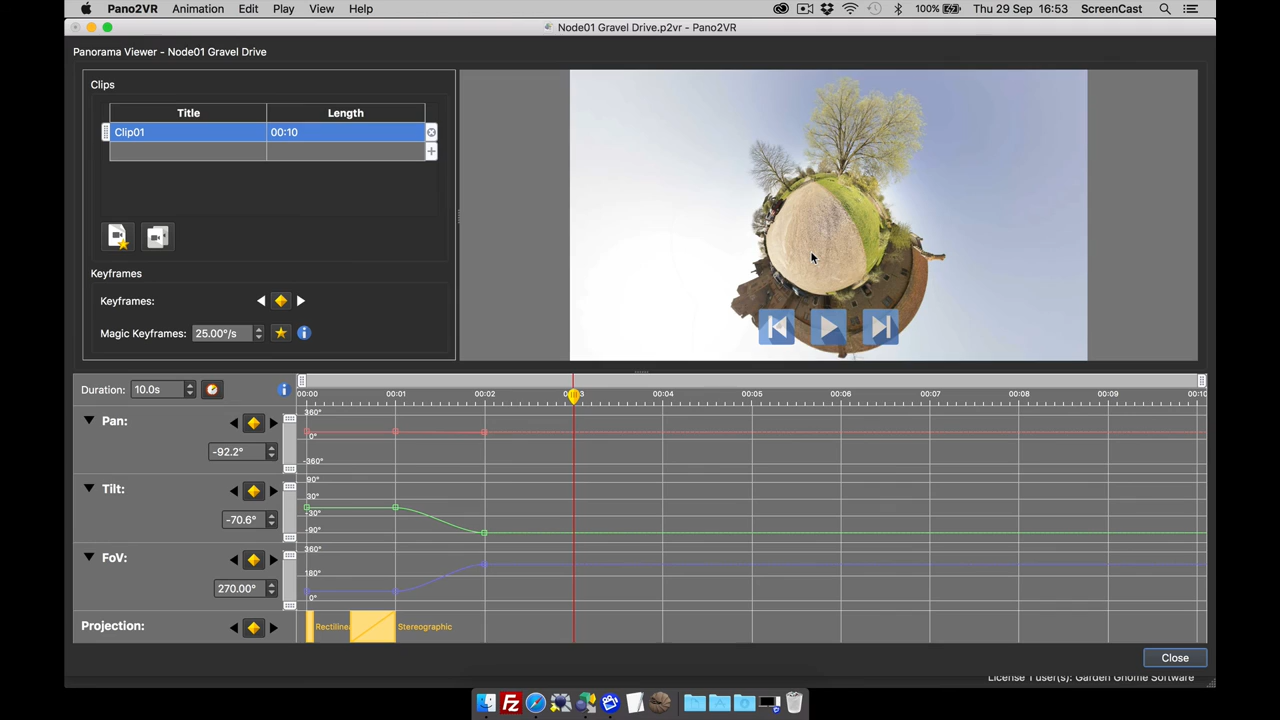 Pano2VR Animation Edit Play View Help 100% Thu 29 Sep 16:53 ScreenCast
Node01 Gravel Drive.p2vr - Pano2VR
Panorama Viewer - Node01 Gravel Drive
Clips
Title Length
Clip01 00:10
Keyframes
Keyframes:
Magic Keyframes: 25.00°/s
Duration: 10.0s
00:00 00:01 00:02 00:04 00:05 00:06 00:07 00:08 00:09 00:10
Pan:
360°
0°
-360°
-92.2°
Tilt:
90°
30°
-30°
-90°
-70.6°
FoV:
360°
180°
0°
270.00°
Projection: Rectilinea Stereographic
Close
License 1 user(s): Garden Gnome Software